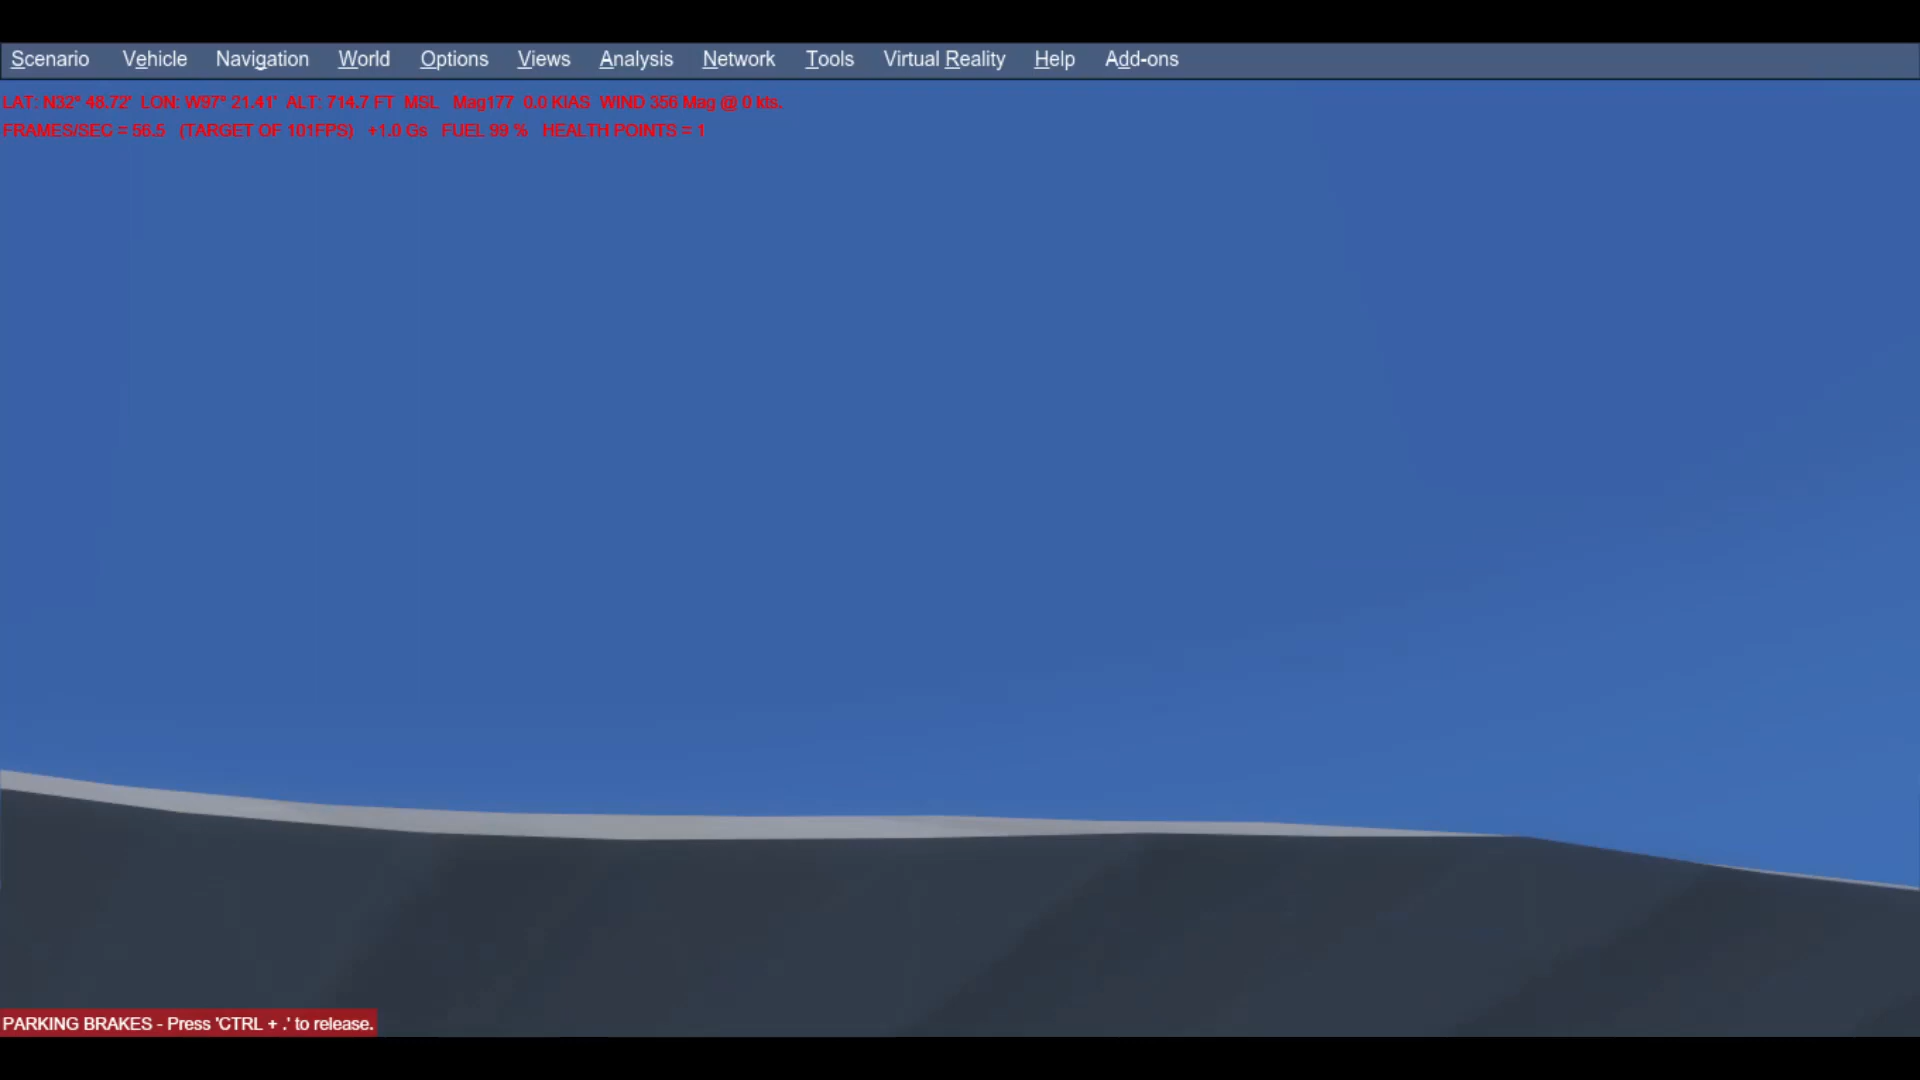 Scenario Vehicle Navigation World Options Views Analysis Network Tools Virtual Reality Help Add-ons
LAT: N32° 48.72' LON: W97° 21.41' ALT: 714.7 FT MSL Mag177 0.0 KIAS WIND 356 Mag @ 0 kts.
FRAMES/SEC = 56.5 (TARGET OF 101FPS) +1.0 Gs FUEL 99 % HEALTH POINTS = 1
PARKING BRAKES - Press 'CTRL + .' to release.